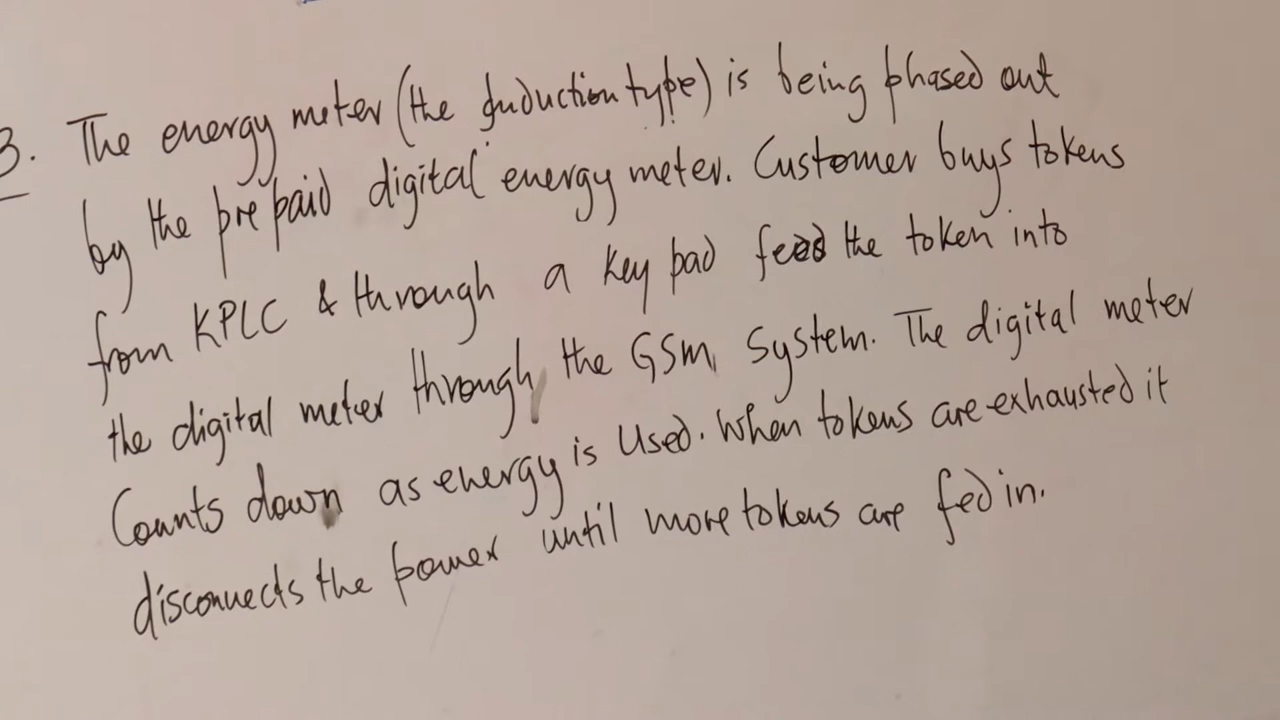 3. The energy meter (the induction type) is being phased out
by the prepaid digital energy meter. Customer buys tokens
from KPLC & through a key pad feed the token into
the digital meter through the GSM system. The digital meter
Counts down as energy is used. When tokens are exhausted it
disconnects the power until more tokens are fed in.